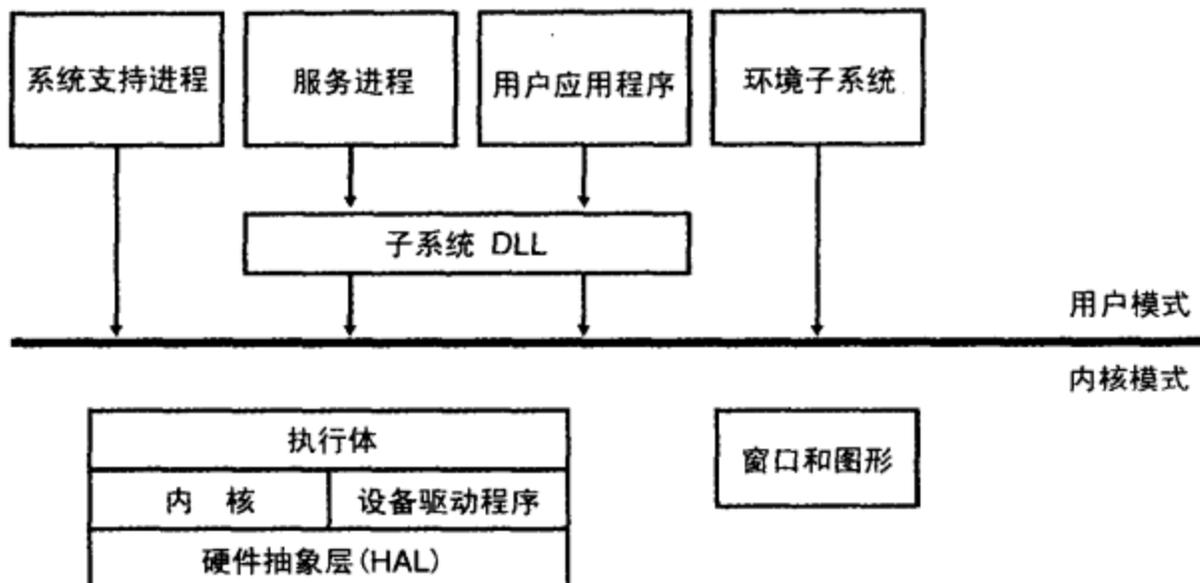 系统支持进程
服务进程
用户应用程序
环境子系统
子系统 DLL
用户模式
内核模式
执行体
内 核
设备驱动程序
硬件抽象层(HAL)
窗口和图形